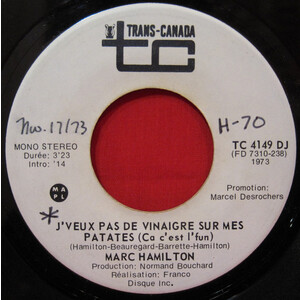 TRANS-CANADA
tc
Nov. 17/73
H-70
MONO STEREO
Durée: 3'23
Intro: '14
TC 4149 DJ
(FD 7310-238)
1973
MAPL
Promotion:
Marcel Desrochers
*
J'VEUX PAS DE VINAIGRE SUR MES
PATATES (Ca c'est l'fun)
(Hamilton-Beauregard-Barrette-Hamilton)
MARC HAMILTON
Production: Normand Bouchard
Réalisation: Franco
Disque Inc.